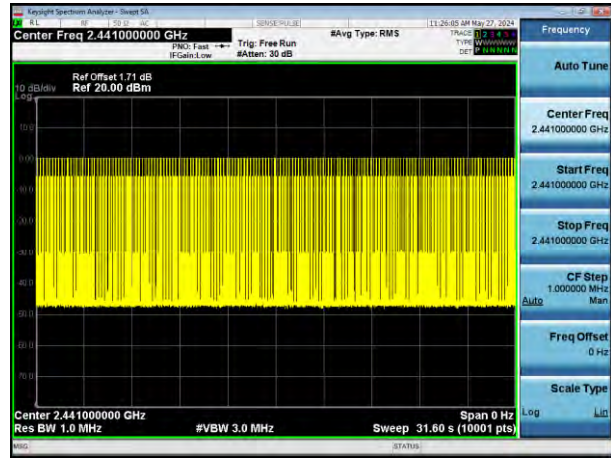 Keysight Spectrum Analyzer - Swept SA
RL RF 50 Ω AC SENSE:PULSE 11:26:05 AM May 27, 2024
Center Freq 2.441000000 GHz
#Avg Type: RMS
TRACE 1 2 3 4 5 6
PNO: Fast
Trig: Free Run
TYPE WWWWWW
IFGain:Low
#Atten: 30 dB
DET P N N N N N
Ref Offset 1.71 dB
10 dB/div Ref 20.00 dBm
Log
10.0
0.00
-10.0
-20.0
-30.0
-40.0
-50.0
-60.0
-70.0
Center 2.441000000 GHz
Span 0 Hz
Res BW 1.0 MHz
#VBW 3.0 MHz
Sweep 31.60 s (10001 pts)
MSG
STATUS
Frequency
Auto Tune
Center Freq
2.441000000 GHz
Start Freq
2.441000000 GHz
Stop Freq
2.441000000 GHz
CF Step
1.000000 MHz
Auto Man
Freq Offset
0 Hz
Scale Type
Log Lin